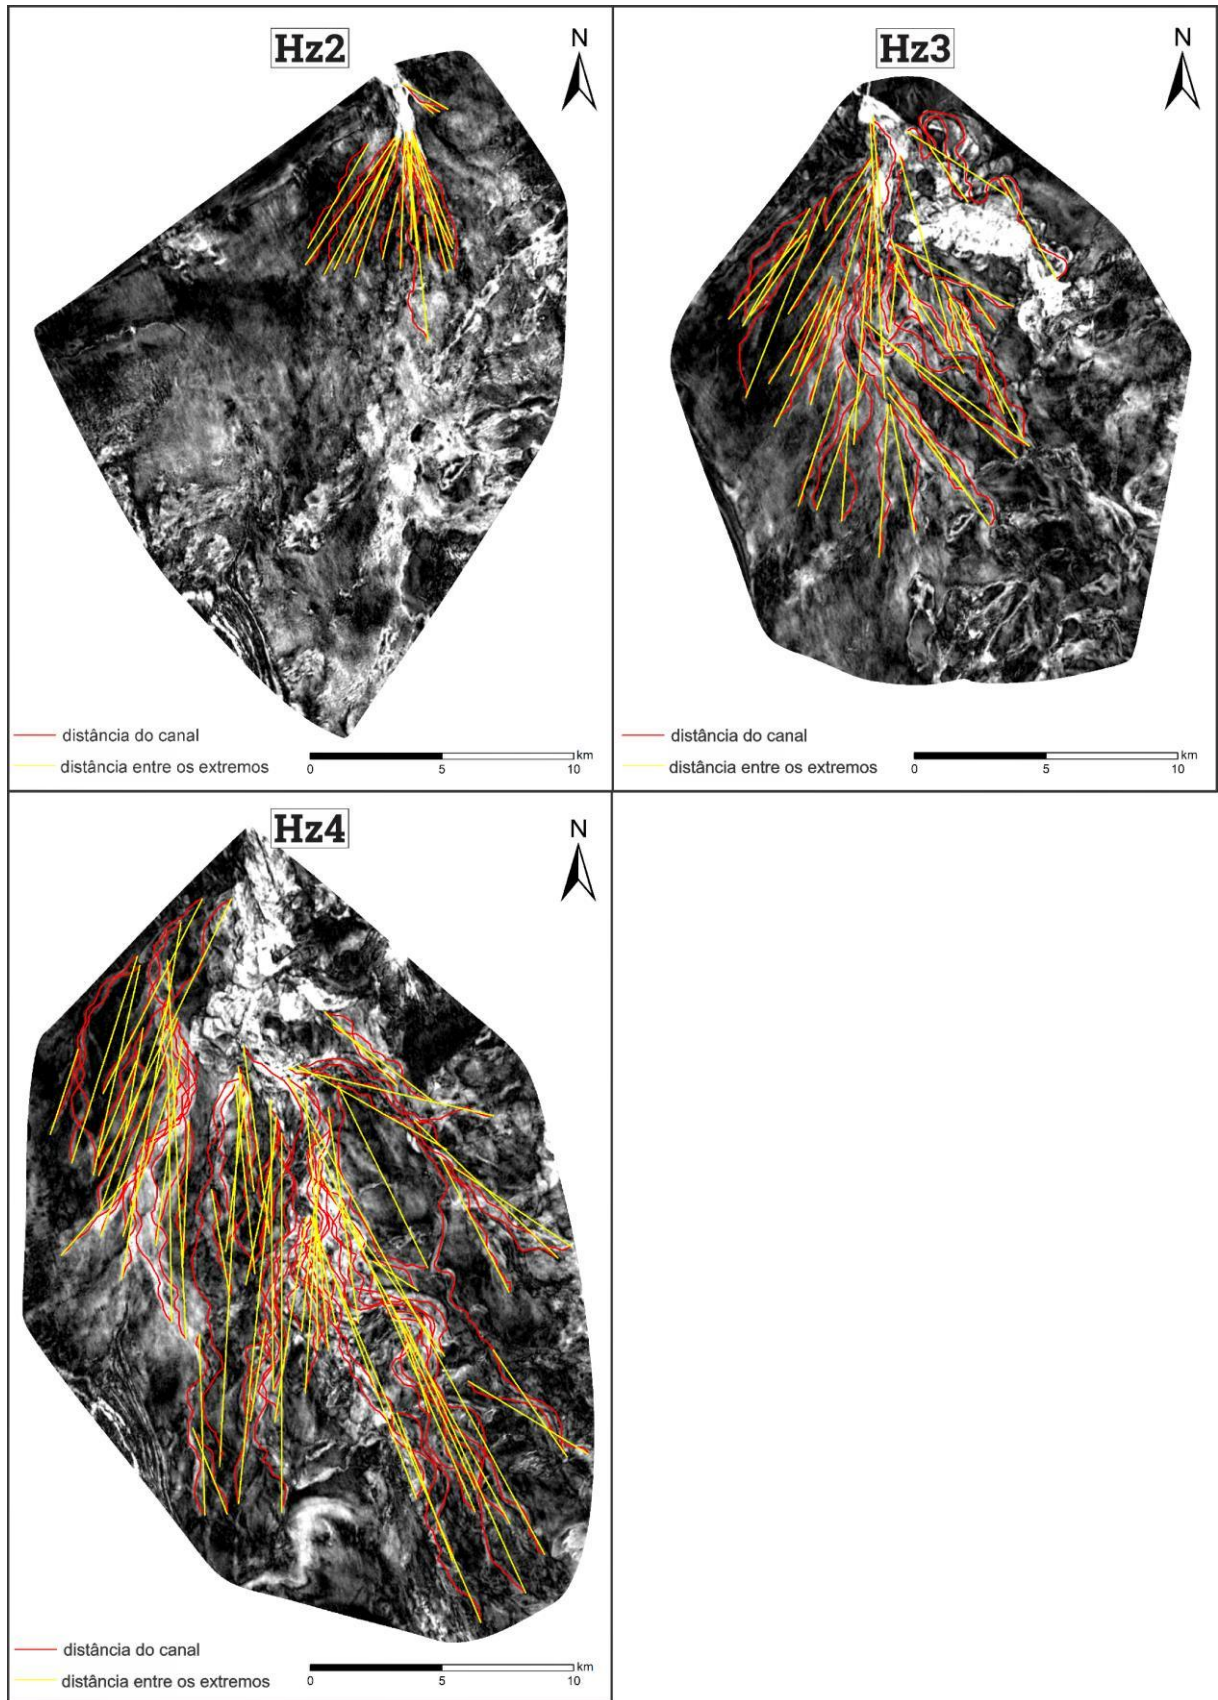 Hz2
N
distância do canal
distância entre os extremos
0 5 10 km
Hz3
N
distância do canal
distância entre os extremos
0 5 10 km
Hz4
N
distância do canal
distância entre os extremos
0 5 10 km